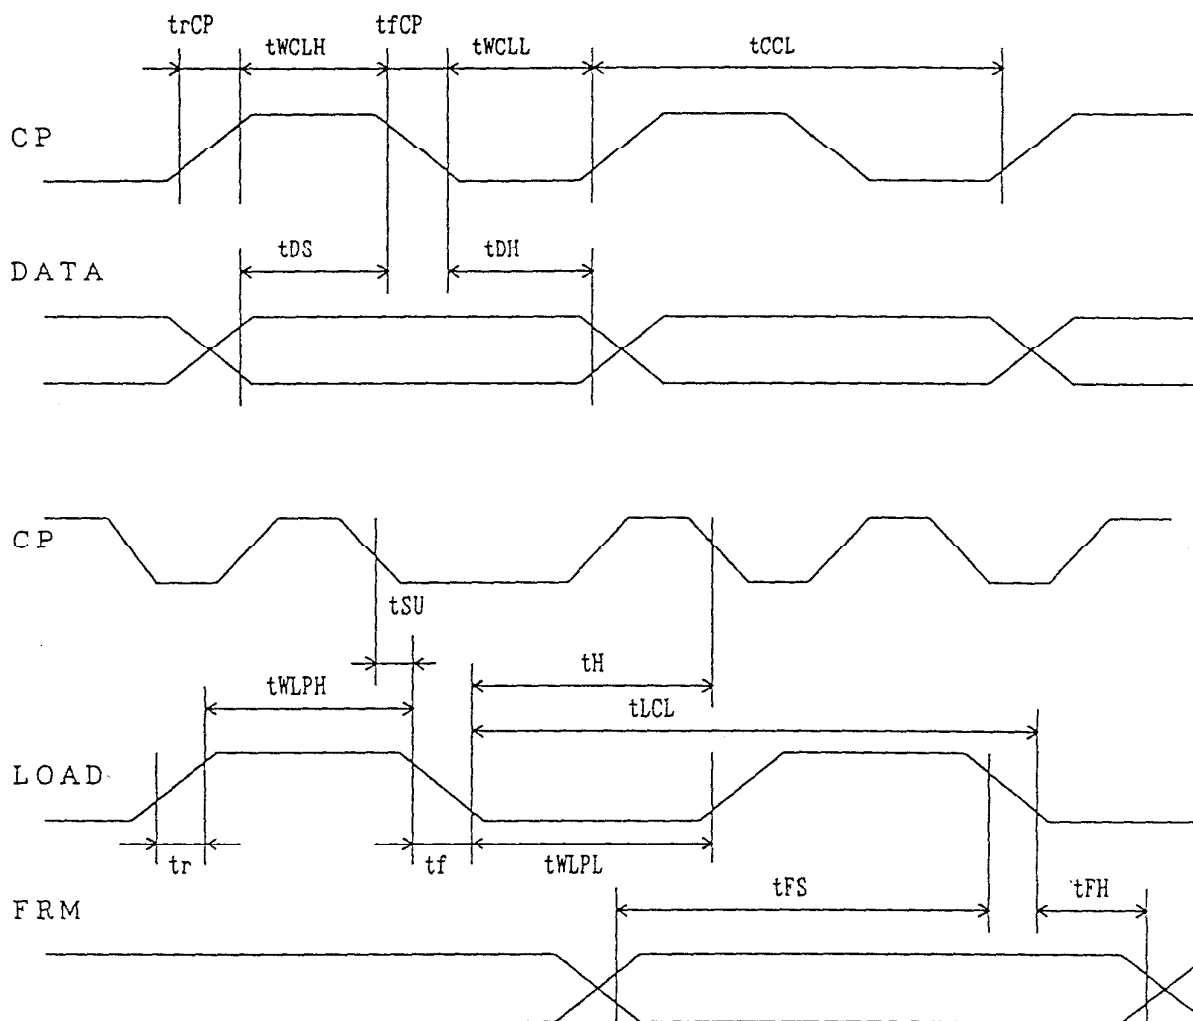 trCP tfCP
tWCLH tWCLL tCCL
CP
tDS tDH
DATA
CP
tSU
tH
tWLPH
tLCL
LOAD
tr tf tWLPL
tFS tFH
FRM